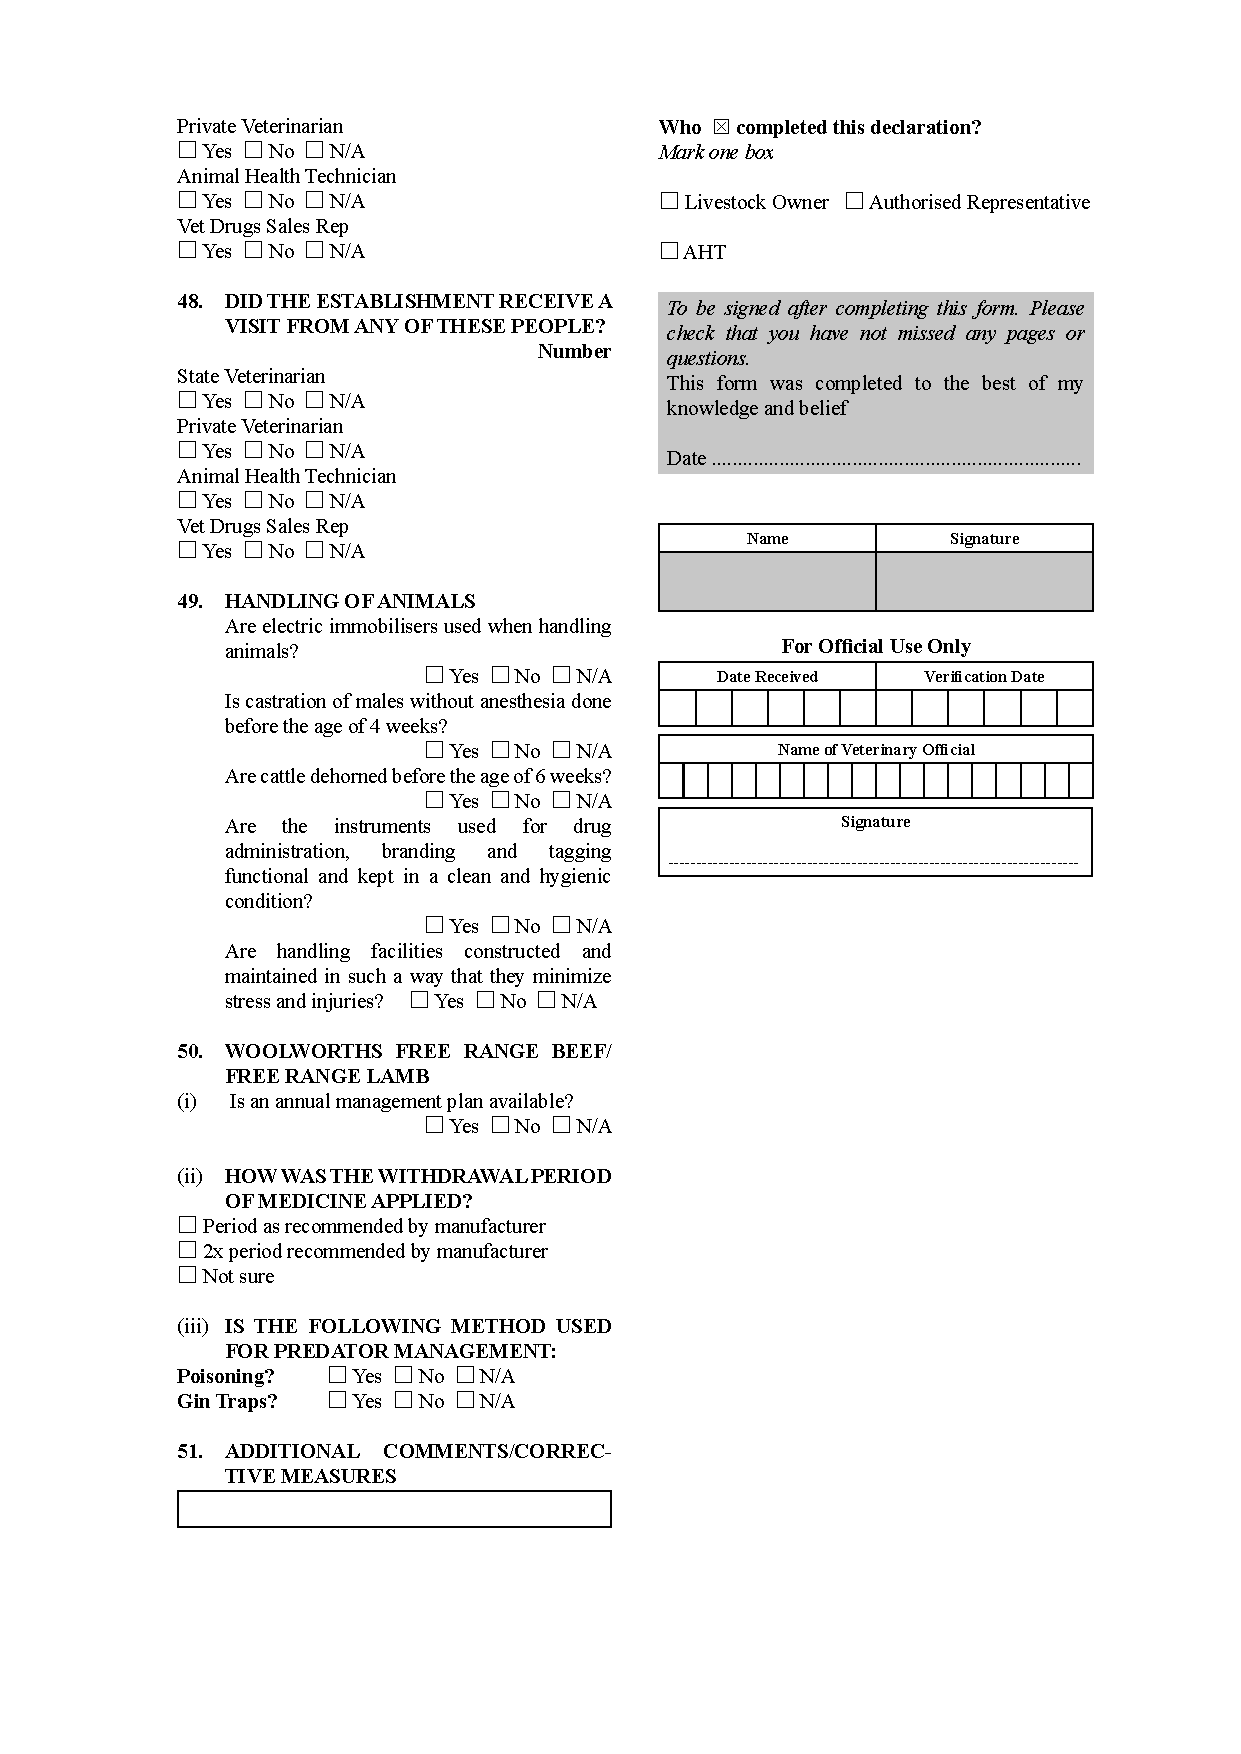 Private Veterinarian
☐ Yes ☐ No ☐ N/A
Animal Health Technician
☐ Yes ☐ No ☐ N/A
Vet Drugs Sales Rep
☐ Yes ☐ No ☐ N/A
48. DID THE ESTABLISHMENT RECEIVE A
VISIT FROM ANY OF THESE PEOPLE?
Number
State Veterinarian
☐ Yes ☐ No ☐ N/A
Private Veterinarian
☐ Yes ☐ No ☐ N/A
Animal Health Technician
☐ Yes ☐ No ☐ N/A
Vet Drugs Sales Rep
☐ Yes ☐ No ☐ N/A
49. HANDLING OF ANIMALS
Are electric immobilisers used when handling
animals?
☐ Yes ☐ No ☐ N/A
Is castration of males without anesthesia done
before the age of 4 weeks?
☐ Yes ☐ No ☐ N/A
Are cattle dehorned before the age of 6 weeks?
☐ Yes ☐ No ☐ N/A
Are the instruments used for drug
administration, branding and tagging
functional and kept in a clean and hygienic
condition?
☐ Yes ☐ No ☐ N/A
Are handling facilities constructed and
maintained in such a way that they minimize
stress and injuries? ☐ Yes ☐ No ☐ N/A
50. WOOLWORTHS FREE RANGE BEEF/
FREE RANGE LAMB
(i) Is an annual management plan available?
☐ Yes ☐ No ☐ N/A
(ii) HOW WAS THE WITHDRAWAL PERIOD
OF MEDICINE APPLIED?
☐ Period as recommended by manufacturer
☐ 2x period recommended by manufacturer
☐ Not sure
(iii) IS THE FOLLOWING METHOD USED
FOR PREDATOR MANAGEMENT:
Poisoning? ☐ Yes ☐ No ☐ N/A
Gin Traps? ☐ Yes ☐ No ☐ N/A
51. ADDITIONAL COMMENTS/CORREC-
TIVE MEASURES
Who ☒ completed this declaration?
Mark one box
☐ Livestock Owner ☐ Authorised Representative
☐ AHT
To be signed after completing this form. Please
check that you have not missed any pages or
questions.
This form was completed to the best of my
knowledge and belief
Date .......................................................................
Name Signature
For Official Use Only
Date Received Verification Date
Name of Veterinary Official
Signature